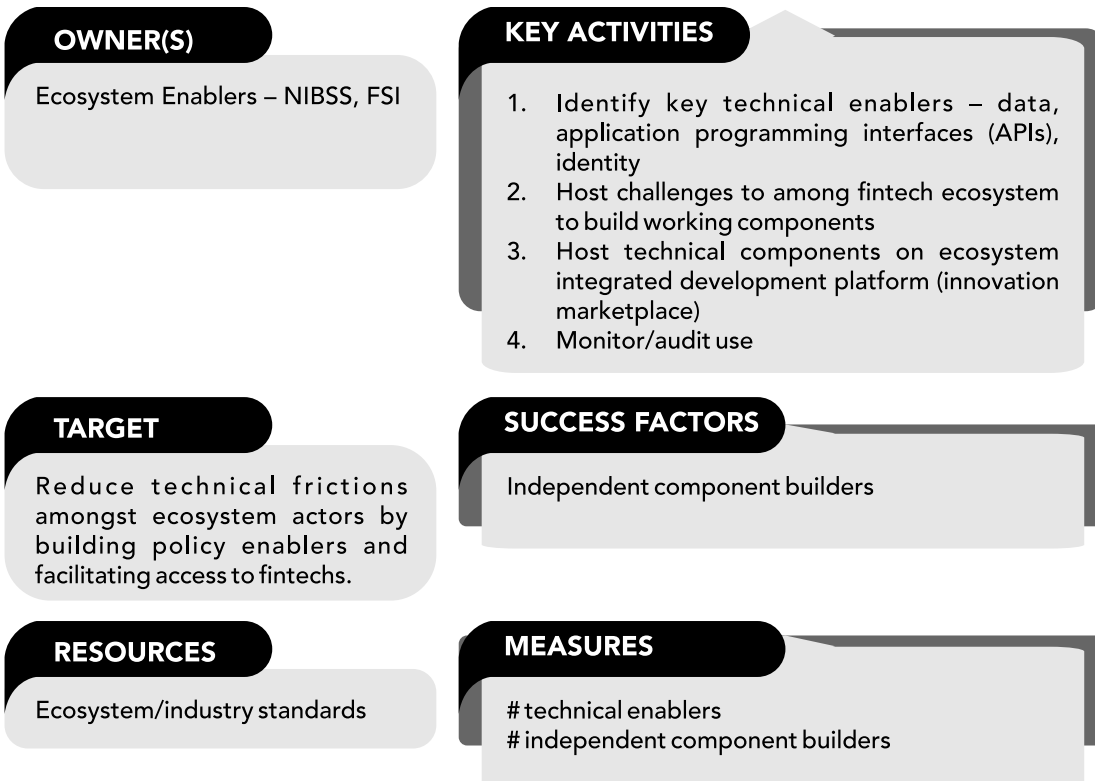 OWNER(S)
Ecosystem Enablers – NIBSS, FSI
KEY ACTIVITIES
1. Identify key technical enablers – data,
application programming interfaces (APIs),
identity
2. Host challenges to among fintech ecosystem
to build working components
3. Host technical components on ecosystem
integrated development platform (innovation
marketplace)
4. Monitor/audit use
TARGET
Reduce technical frictions
amongst ecosystem actors by
building policy enablers and
facilitating access to fintechs.
SUCCESS FACTORS
Independent component builders
RESOURCES
Ecosystem/industry standards
MEASURES
# technical enablers
# independent component builders